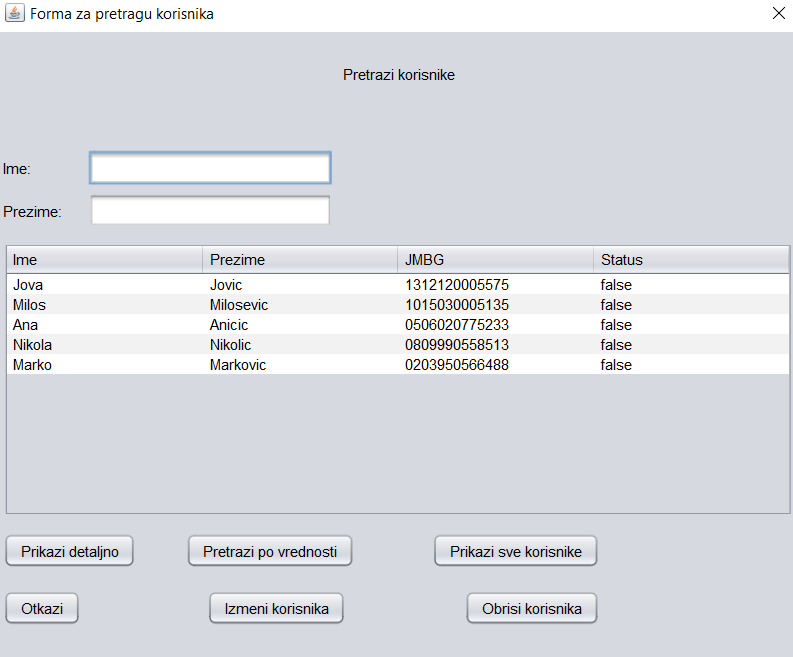 Forma za pretragu korisnika
Pretrazi korisnike
Ime:
Prezime:
Ime Prezime JMBG Status
Jova Jovic 1312120005575 false
Milos Milosevic 1015030005135 false
Ana Anicic 0506020775233 false
Nikola Nikolic 0809990558513 false
Marko Markovic 0203950566488 false
Prikazi detaljno Pretrazi po vrednosti Prikazi sve korisnike
Otkazi Izmeni korisnika Obrisi korisnika